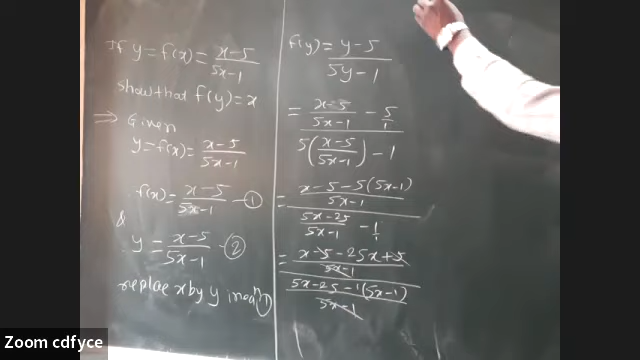 If y = f(x) = x-5 / 5x-1
show that f(y) = x
⇒ Given
y = f(x) = x-5 / 5x-1
f(x) = x-5 / 5x-1 —①
&
y = x-5 / 5x-1 —②
replace x by y in eqn ①
f(y) = y-5 / 5y-1
= (x-5 / 5x-1 - 5/1) / (5(x-5 / 5x-1) - 1)
= (x-5-5(5x-1) / 5x-1) / (5x-25 / 5x-1 - 1/1)
= (x-5-25x+5 / 5x-1) / (5x-25-1(5x-1) / 5x-1)
Zoom cdfyce